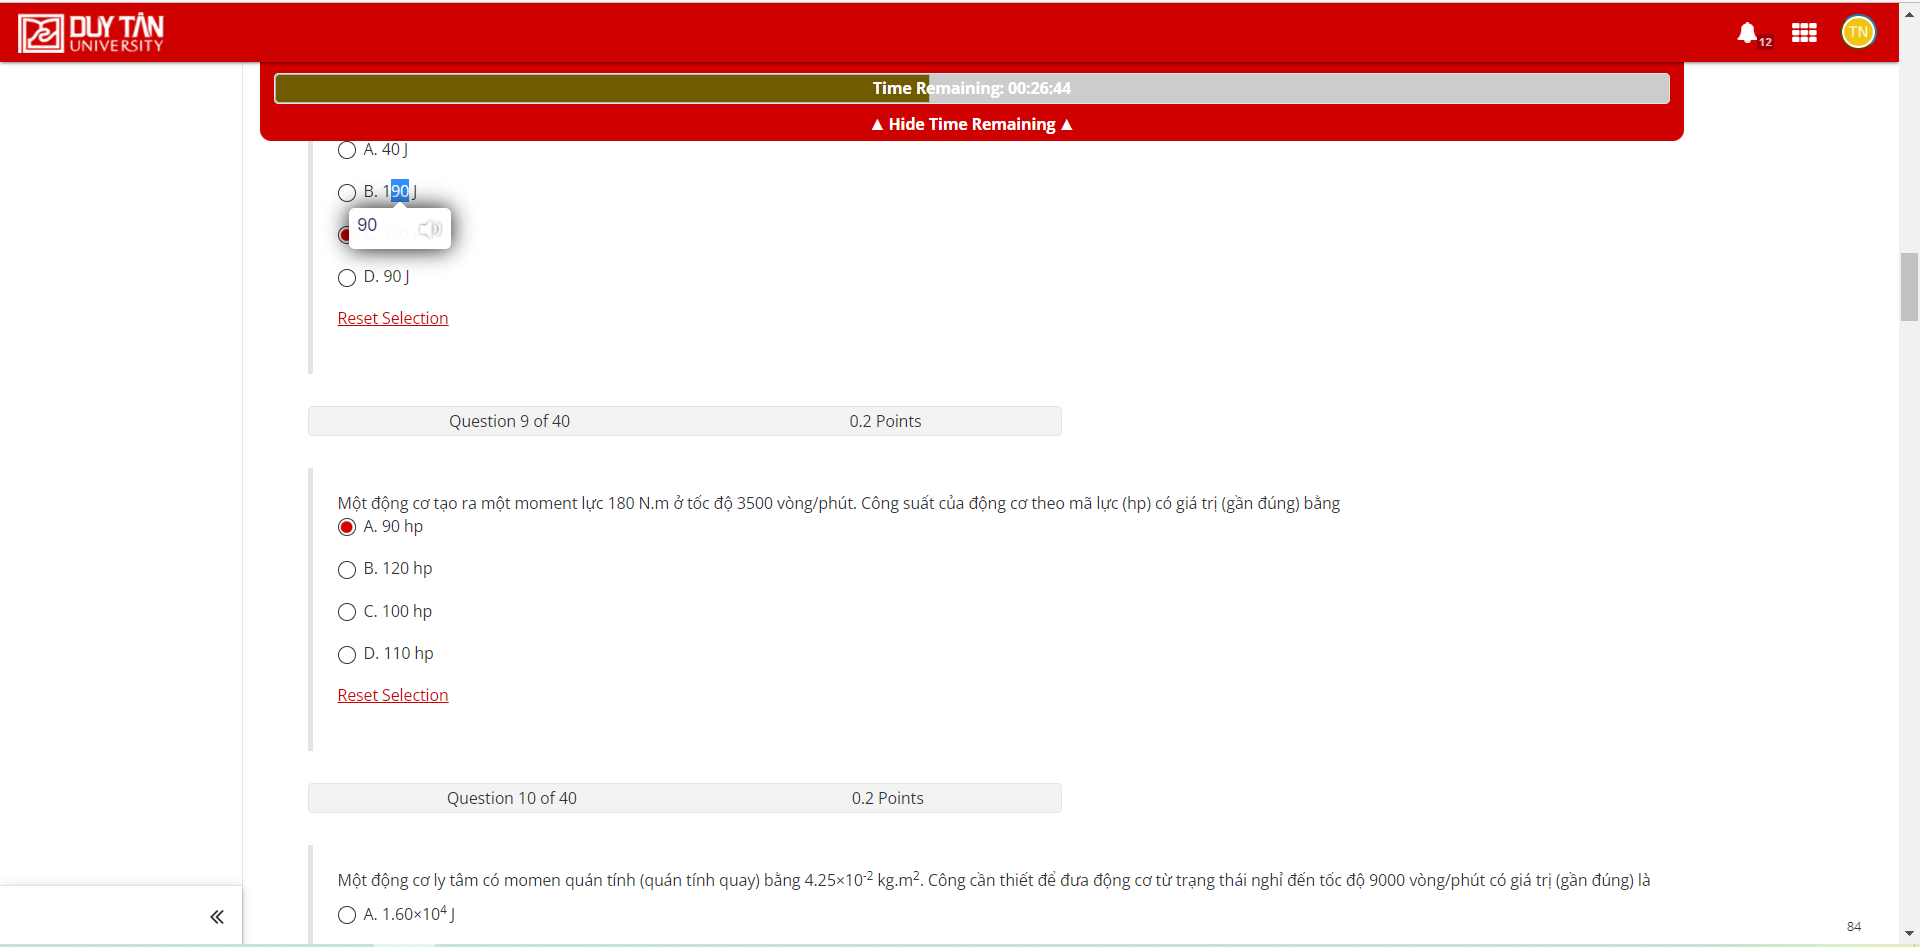 DUY TÂN
UNIVERSITY
12
TN
Time Remaining: 00:26:44
▲ Hide Time Remaining ▲
A. 40 J
B. 190 J
90
D. 90 J
Reset Selection
Question 9 of 40 0.2 Points
Một động cơ tạo ra một moment lực 180 N.m ở tốc độ 3500 vòng/phút. Công suất của động cơ theo mã lực (hp) có giá trị (gần đúng) bằng
A. 90 hp
B. 120 hp
C. 100 hp
D. 110 hp
Reset Selection
Question 10 of 40 0.2 Points
Một động cơ ly tâm có momen quán tính (quán tính quay) bằng 4.25×10⁻² kg.m². Công cần thiết để đưa động cơ từ trạng thái nghỉ đến tốc độ 9000 vòng/phút có giá trị (gần đúng) là
A. 1.60×10⁴ J
84